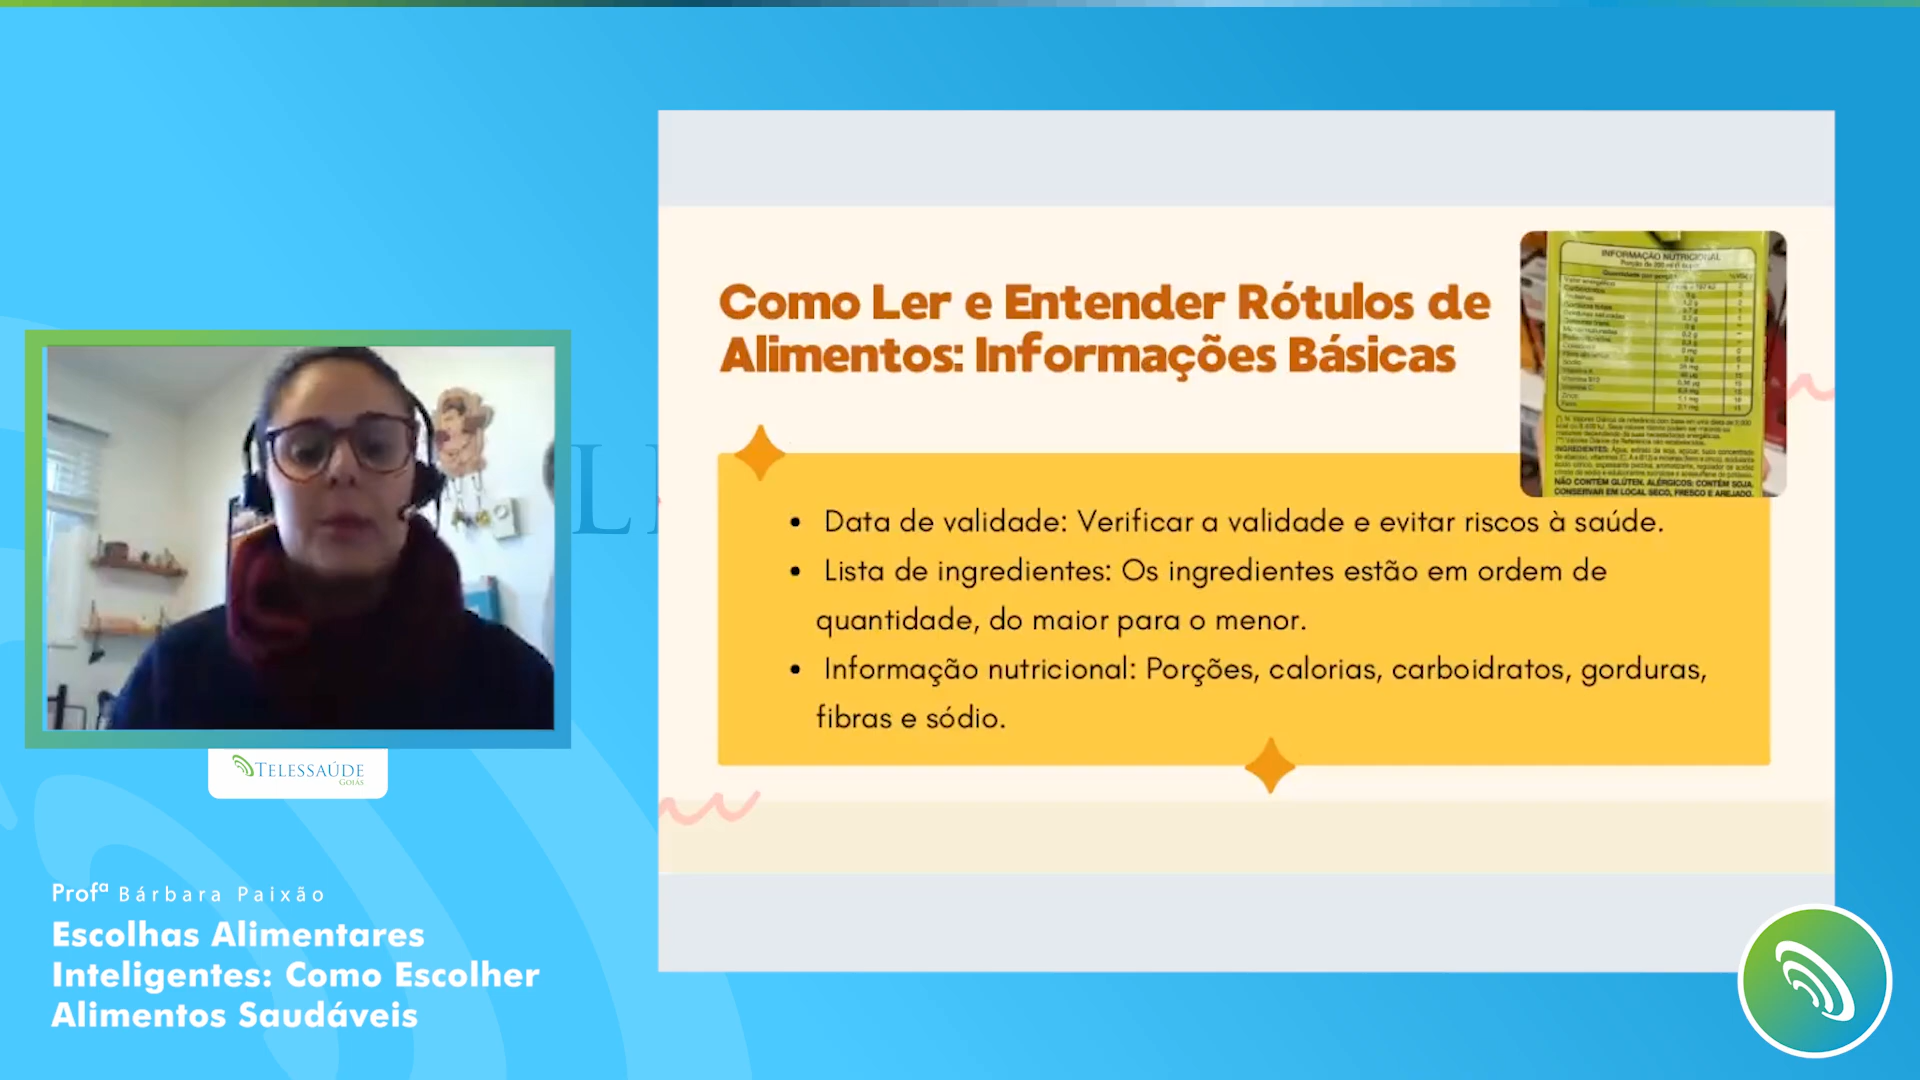 Como Ler e Entender Rótulos de
Alimentos: Informações Básicas
INFORMAÇÃO NUTRICIONAL
• Data de validade: Verificar a validade e evitar riscos à saúde.
• Lista de ingredientes: Os ingredientes estão em ordem de
quantidade, do maior para o menor.
• Informação nutricional: Porções, calorias, carboidratos, gorduras,
fibras e sódio.
NÃO CONTÉM GLÚTEN. ALÉRGICOS: CONTÉM SOJA.
CONSERVAR EM LOCAL SECO, FRESCO E AREJADO.
TELESSAÚDE
GOIÁS
Profª Bárbara Paixão
Escolhas Alimentares
Inteligentes: Como Escolher
Alimentos Saudáveis